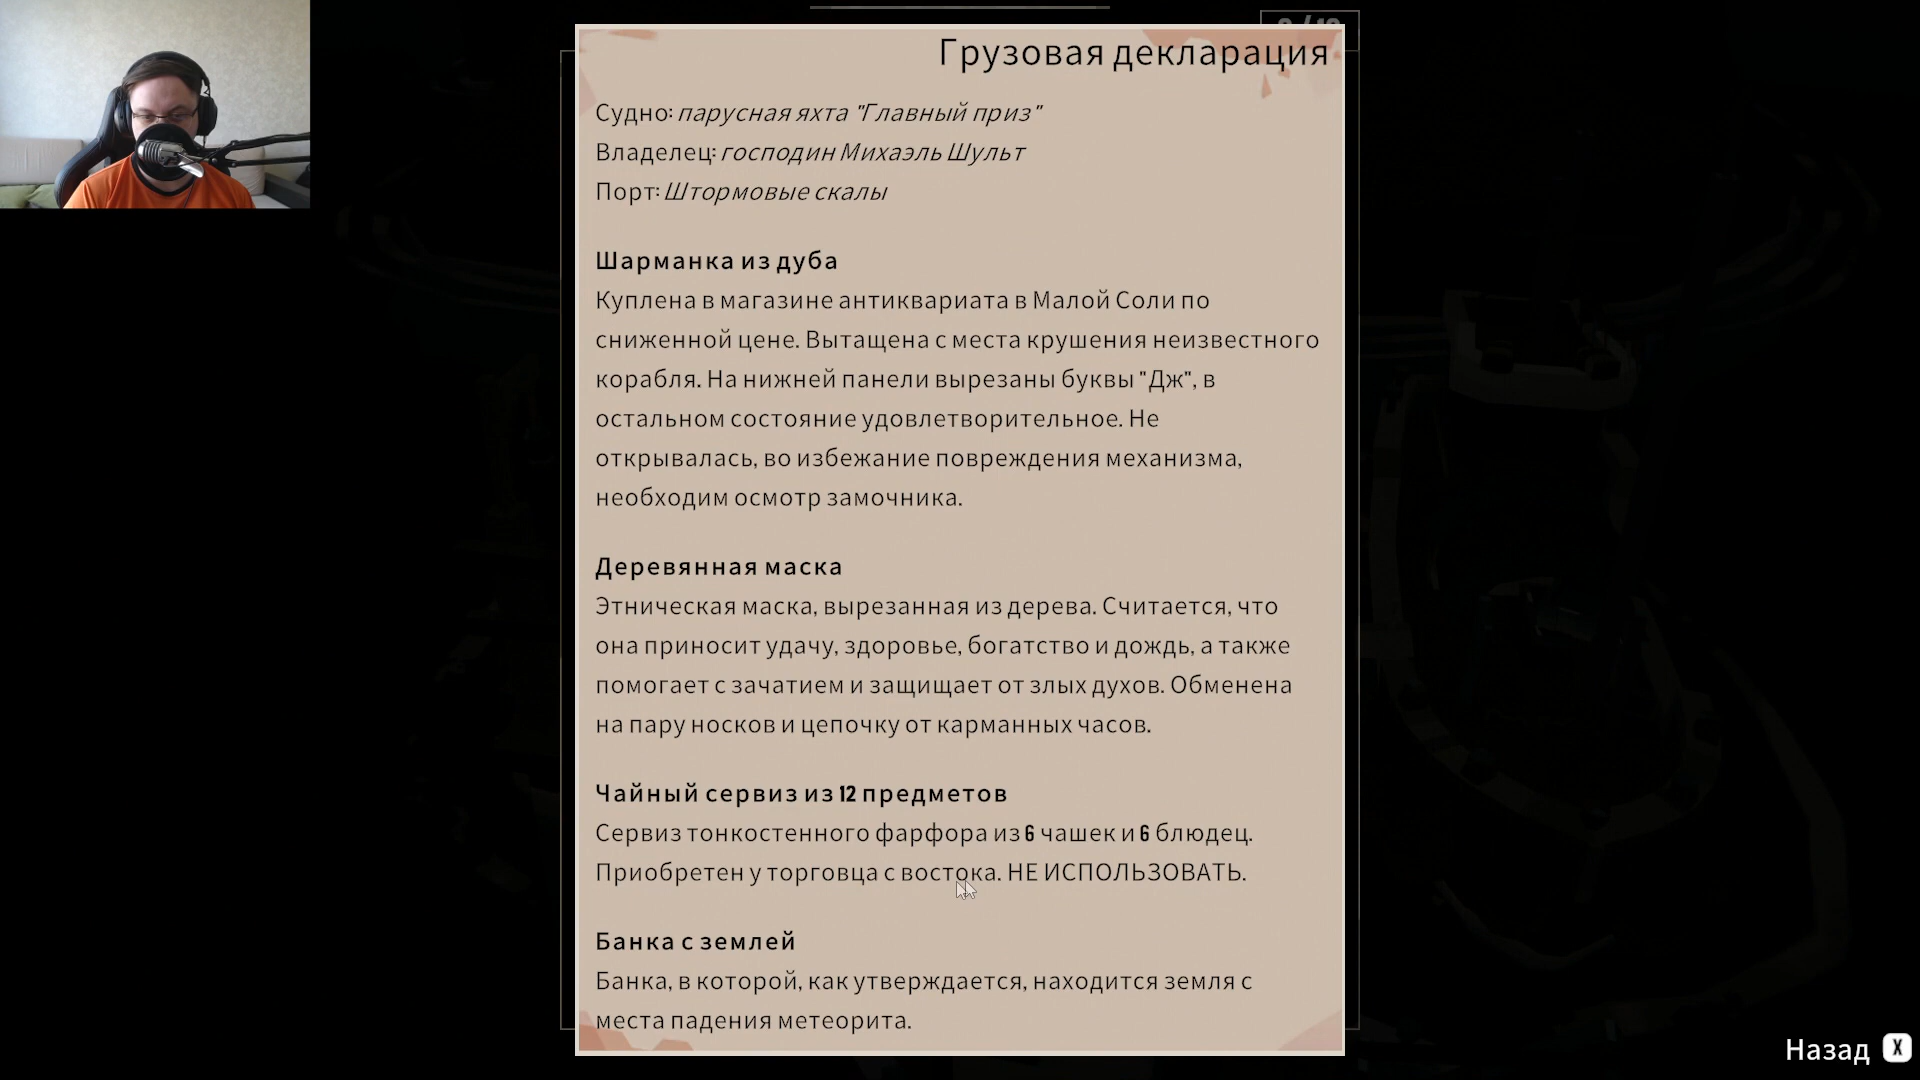 Грузовая декларация
Судно: парусная яхта "Главный приз"
Владелец: господин Михаэль Шульт
Порт: Штормовые скалы
Шарманка из дуба
Куплена в магазине антиквариата в Малой Соли по
сниженной цене. Вытащена с места крушения неизвестного
корабля. На нижней панели вырезаны буквы "Дж", в
остальном состояние удовлетворительное. Не
открывалась, во избежание повреждения механизма,
необходим осмотр замочника.
Деревянная маска
Этническая маска, вырезанная из дерева. Считается, что
она приносит удачу, здоровье, богатство и дождь, а также
помогает с зачатием и защищает от злых духов. Обменена
на пару носков и цепочку от карманных часов.
Чайный сервиз из 12 предметов
Сервиз тонкостенного фарфора из 6 чашек и 6 блюдец.
Приобретен у торговца с востока. НЕ ИСПОЛЬЗОВАТЬ.
Банка с землей
Банка, в которой, как утверждается, находится земля с
места падения метеорита.
Назад X